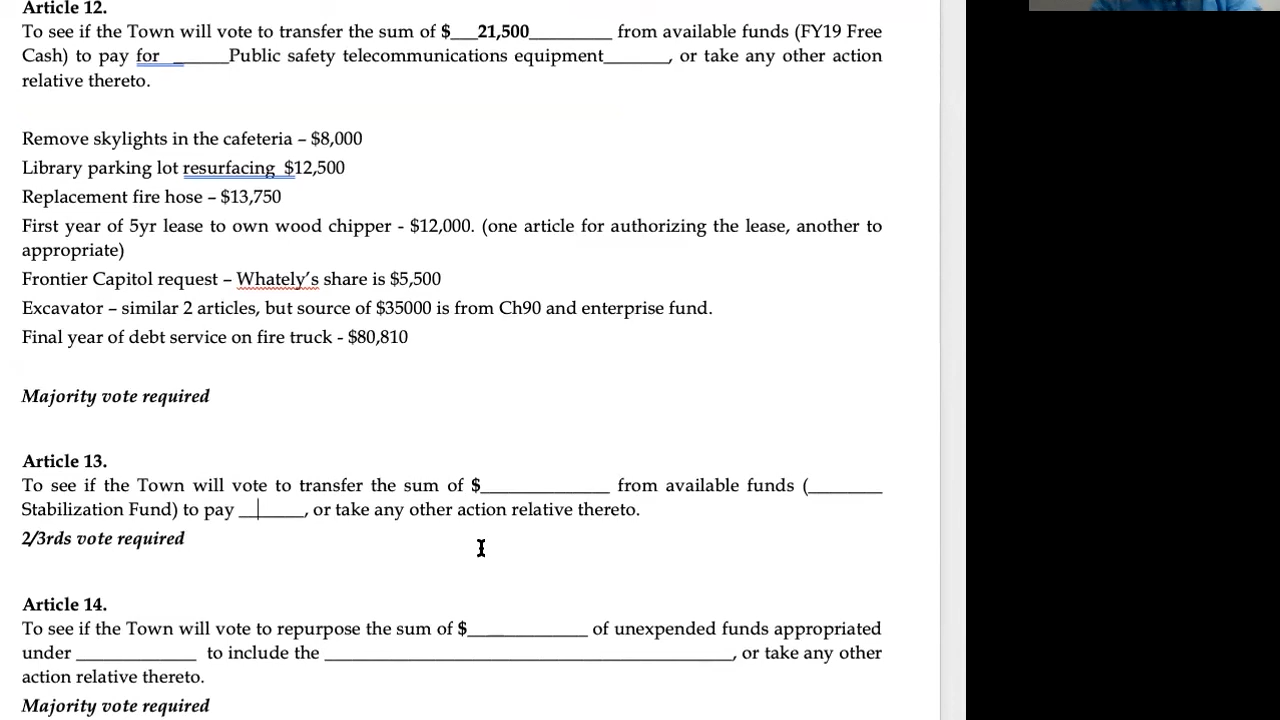 Article 12.
To see if the Town will vote to transfer the sum of $___21,500_________ from available funds (FY19 Free
Cash) to pay for ______Public safety telecommunications equipment_______, or take any other action
relative thereto.
Remove skylights in the cafeteria – $8,000
Library parking lot resurfacing $12,500
Replacement fire hose – $13,750
First year of 5yr lease to own wood chipper - $12,000. (one article for authorizing the lease, another to
appropriate)
Frontier Capitol request – Whately's share is $5,500
Excavator – similar 2 articles, but source of $35000 is from Ch90 and enterprise fund.
Final year of debt service on fire truck - $80,810
Majority vote required
Article 13.
To see if the Town will vote to transfer the sum of $______________ from available funds (________
Stabilization Fund) to pay _______, or take any other action relative thereto.
2/3rds vote required
Article 14.
To see if the Town will vote to repurpose the sum of $_____________ of unexpended funds appropriated
under _____________ to include the ____________________________________________, or take any other
action relative thereto.
Majority vote required